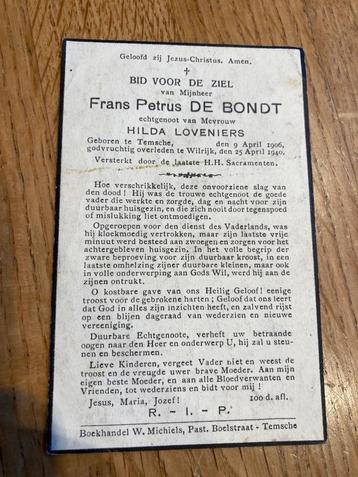 Geloofd zij Jezus-Christus. Amen.
BID VOOR DE ZIEL
van Mijnheer
Frans Petrus DE BONDT
echtgenoot van Mevrouw
HILDA LOVENIERS
Geboren te Temsche, den 9 April 1906,
godvruchtig overleden te Wilrijk, den 25 April 1940.
Versterkt door de laatste H.H. Sacramenten.
Hoe verschrikkelijk, deze onvoorziene slag van
den dood! Hij was de trouwe echtgenoot en de goede
vader die werkte en zorgde, dag en nacht voor zijn
duurbaar huisgezin, en die zich nooit door tegenspoed
of mislukking liet ontmoedigen.
Opgeroepen voor den dienst des Vaderlands, was
hij kloekmoedig vertrokken, maar zijn laatste vrije
minuut werd besteed aan zwoegen en zorgen voor het
achtergebleven huisgezin. In het volle begrip der
zware beproeving voor zijn duurbaar kroost, in een
laatste omhelzing zijner duurbare kleinen, maar ook
in volle onderwerping aan Gods Wil, werd hij aan de
zijnen ontrukt.
O kostbare gave van ons Heilig Geloof! eenige
troost voor de gebroken harten; Geloof dat ons leert
dat God in alles zijn inzichten heeft, en zalvend rijst
op een blijden dageraad van wederzien en nieuwe
vereeniging.
Duurbare Echtgenoote, verheft uw betraande
oogen naar den Heer en onderwerp U, hij zal u steunen
en beschermen.
Lieve Kinderen, vergeet Vader niet en weest de
troost en de vreugde uwer brave Moeder. Aan mijn
eigen beste Moeder, en aan alle Bloedverwanten en
Vrienden, tot wederziens en bidt voor mij!
Jesus, Maria, Jozef! 100 d. afl.
R. - I. - P.
Boekhandel W. Michiels, Past. Boelstraat - Temsche